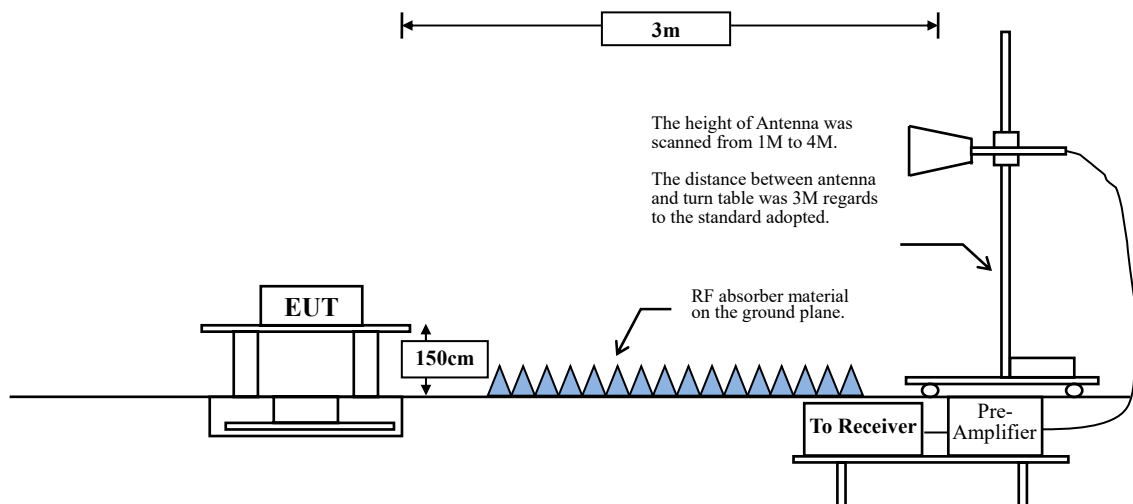 3m
The height of Antenna was
scanned from 1M to 4M.
The distance between antenna
and turn table was 3M regards
to the standard adopted.
RF absorber material
on the ground plane.
EUT
150cm
To Receiver
Pre-
Amplifier